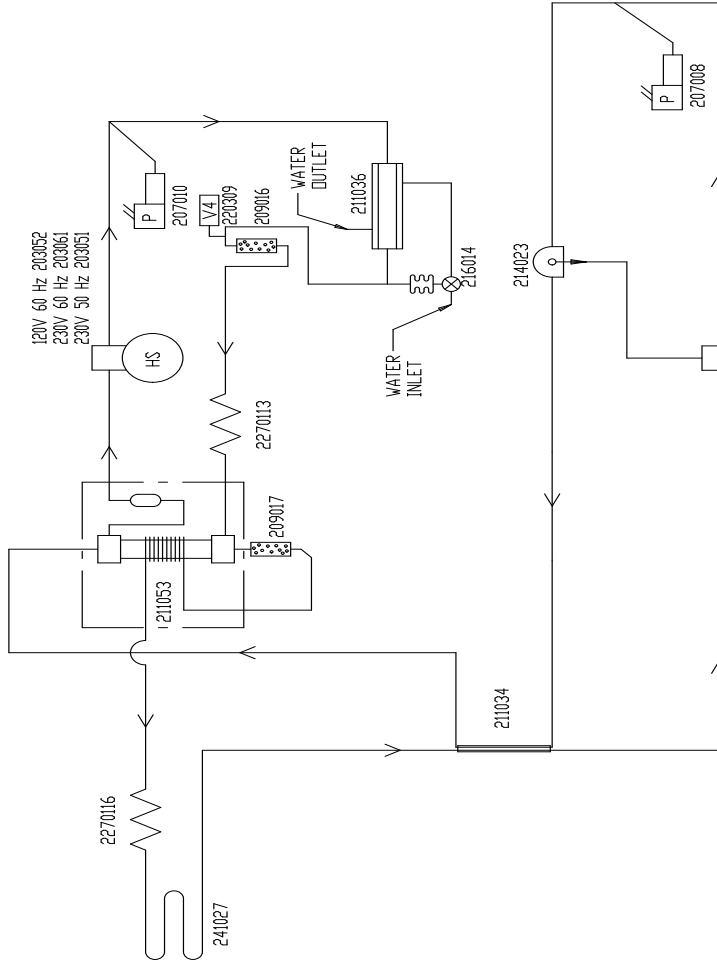 120V 60 Hz 203052
230V 60 Hz 203061
230V 50 Hz 203051
HS
P
207010
V4
220309
209016
WATER
OUTLET
211036
216014
WATER
INLET
2270113
209017
211053
2270116
241027
211034
214023
P
207008